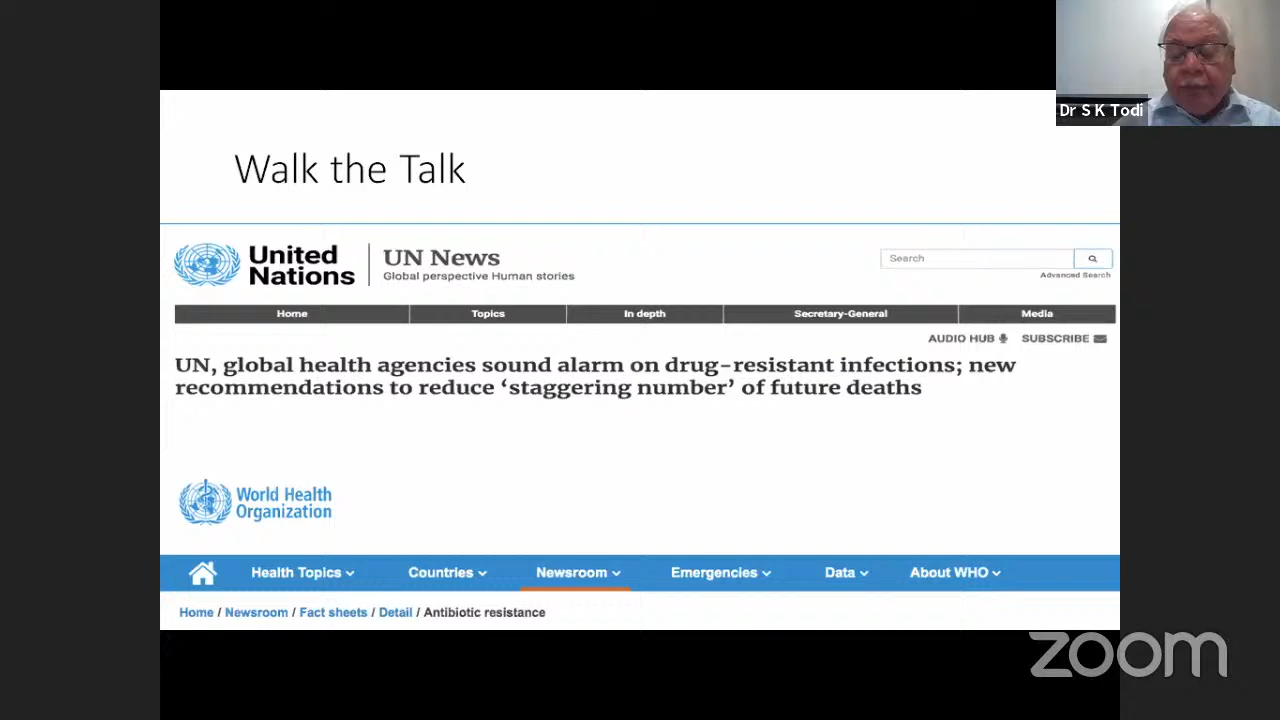 Dr S K Todi
Walk the Talk
United
Nations
UN News
Global perspective Human stories
Search
Advanced Search
Home Topics In depth Secretary-General Media
AUDIO HUB SUBSCRIBE
UN, global health agencies sound alarm on drug-resistant infections; new
recommendations to reduce ‘staggering number’ of future deaths
World Health
Organization
Health Topics Countries Newsroom Emergencies Data About WHO
Home / Newsroom / Fact sheets / Detail / Antibiotic resistance
zoom